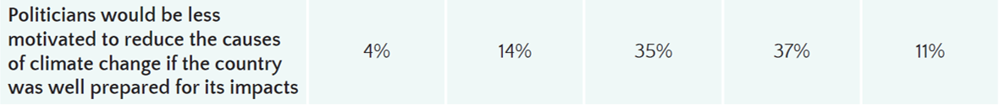 Politicians would be less
motivated to reduce the causes
of climate change if the country
was well prepared for its impacts
4% 14% 35% 37% 11%